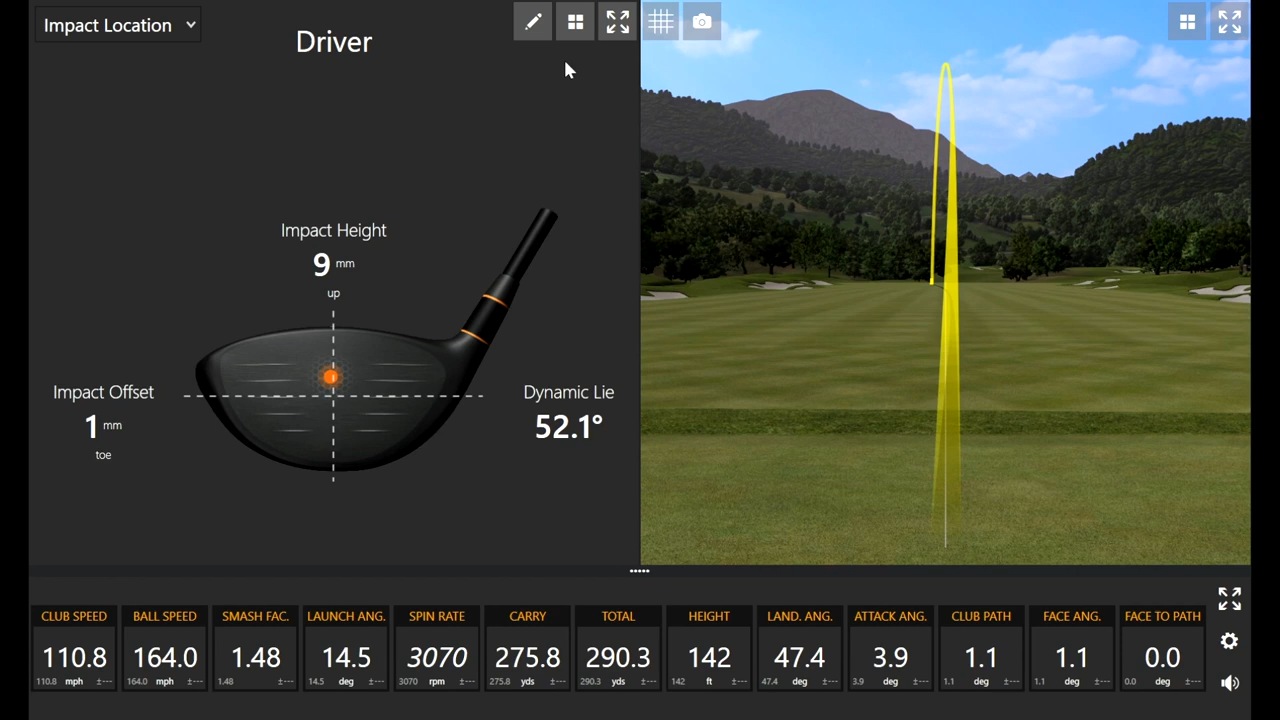 Impact Location
Driver
Impact Height
9 mm
up
Impact Offset
1 mm
toe
Dynamic Lie
52.1°
CLUB SPEED BALL SPEED SMASH FAC. LAUNCH ANG. SPIN RATE CARRY TOTAL HEIGHT LAND. ANG. ATTACK ANG. CLUB PATH FACE ANG. FACE TO PATH
110.8 164.0 1.48 14.5 3070 275.8 290.3 142 47.4 3.9 1.1 1.1 0.0
110.8 mph ±--- 164.0 mph ±--- 1.48 ±--- 14.5 deg ±--- 3070 rpm ±--- 275.8 yds ±--- 290.3 yds ±--- 142 ft ±--- 47.4 deg ±--- 3.9 deg ±--- 1.1 deg ±--- 1.1 deg ±--- 0.0 deg ±---